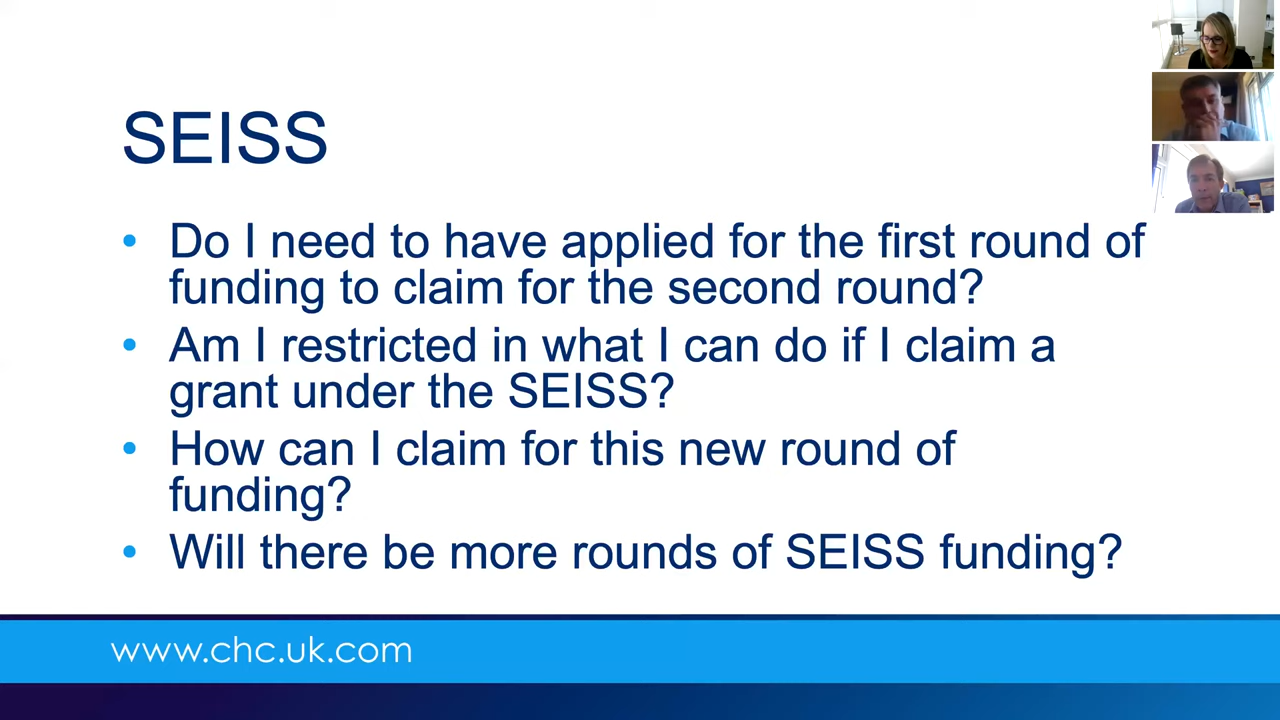 SEISS
• Do I need to have applied for the first round of
funding to claim for the second round?
• Am I restricted in what I can do if I claim a
grant under the SEISS?
• How can I claim for this new round of
funding?
• Will there be more rounds of SEISS funding?
www.chc.uk.com